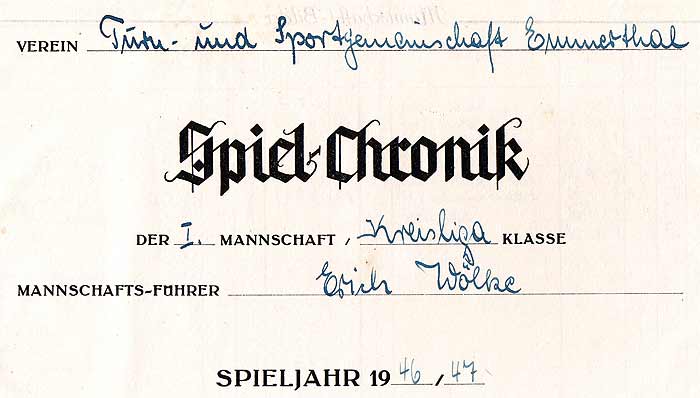 VEREIN Turn- und Sportgemeinschaft Emmerthal
Spiel-Chronik
DER I. MANNSCHAFT, Kreisliga KLASSE
MANNSCHAFTS-FÜHRER Erich Wölke
SPIELJAHR 1946/47